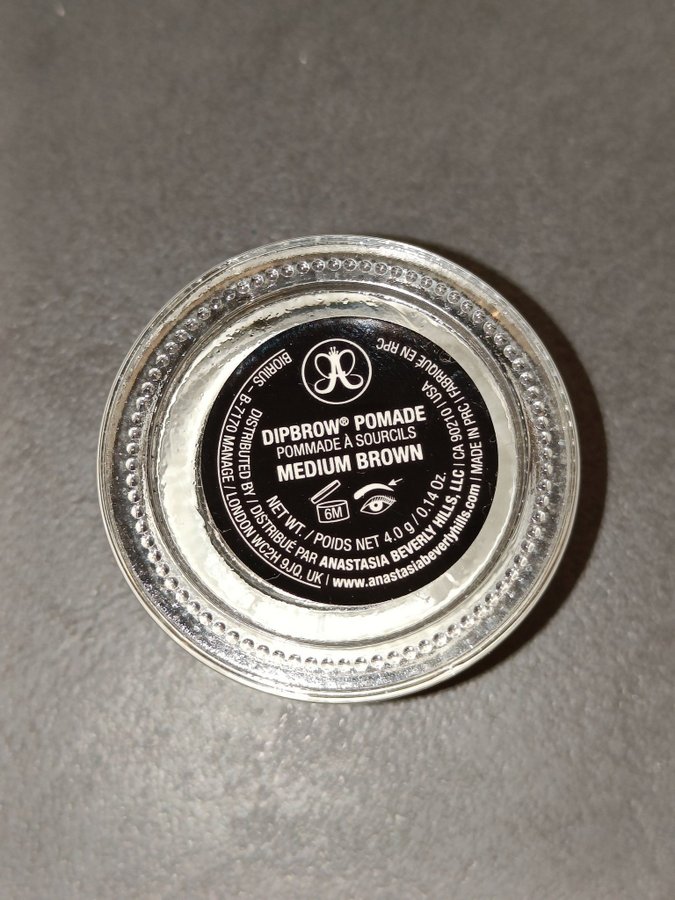 DIPBROW® POMADE
POMMADE À SOURCILS
MEDIUM BROWN
6M
NET WT. / POIDS NET 4.0 g / 0.14 Oz.
DISTRIBUTED BY / DISTRIBUÉ PAR ANASTASIA BEVERLY HILLS, LLC | CA 90210 / USA
BIORIUS – B-7170 MANAGE / LONDON WC2H 9JQ, UK | www.anastasiabeverlyhills.com | MADE IN PRC | FABRIQUÉ EN RPC